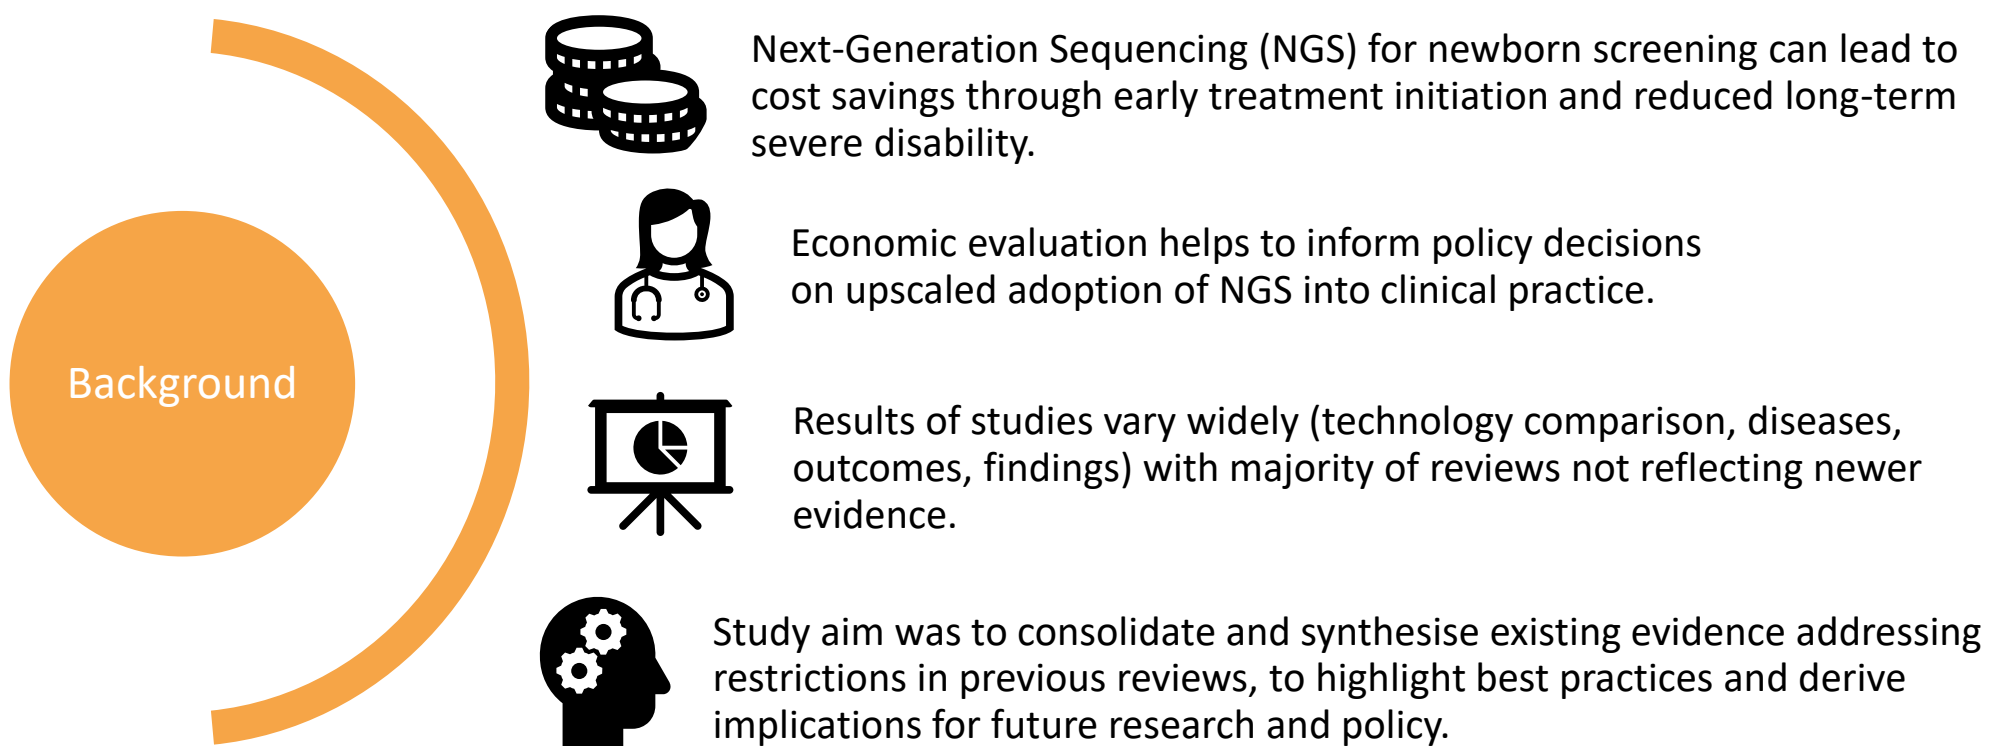 Background
Next-Generation Sequencing (NGS) for newborn screening can lead to
cost savings through early treatment initiation and reduced long-term
severe disability.
Economic evaluation helps to inform policy decisions
on upscaled adoption of NGS into clinical practice.
Results of studies vary widely (technology comparison, diseases,
outcomes, findings) with majority of reviews not reflecting newer
evidence.
Study aim was to consolidate and synthesise existing evidence addressing
restrictions in previous reviews, to highlight best practices and derive
implications for future research and policy.